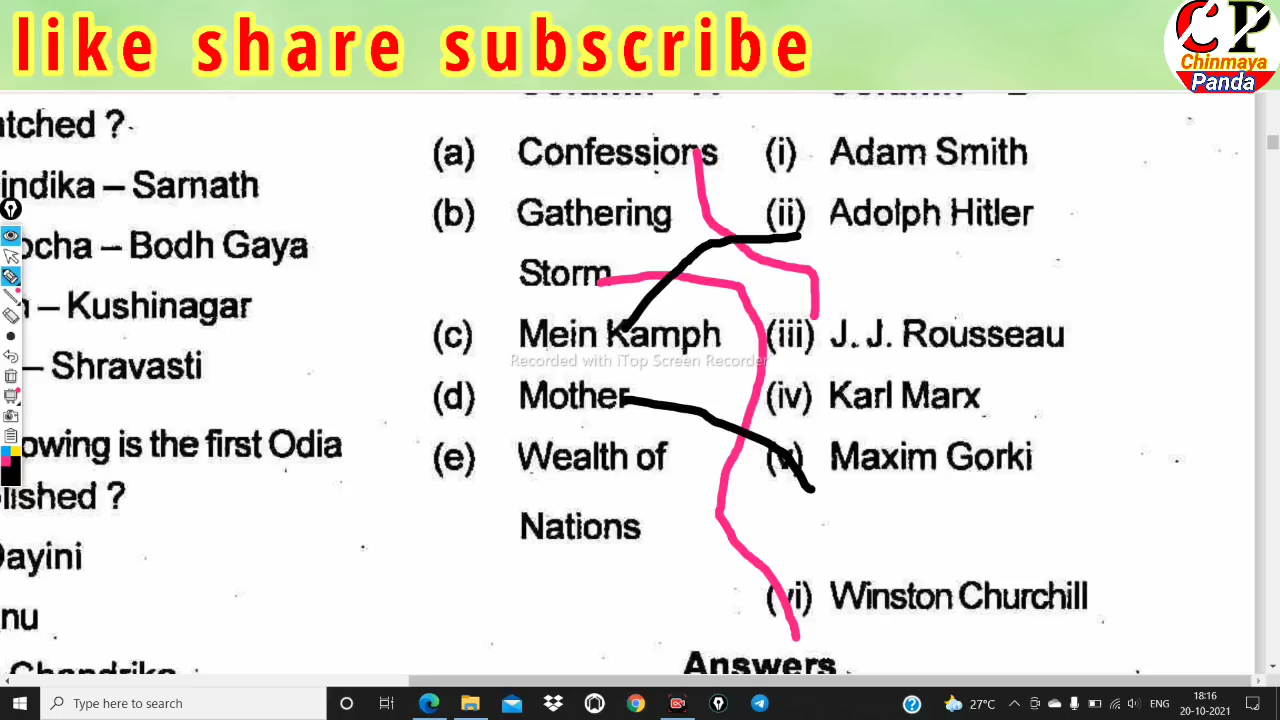 like share subscribe
CP
Chinmaya
Panda
atched ?
indika – Sarnath
ocha – Bodh Gaya
– Kushinagar
– Shravasti
owing is the first Odia
lished ?
Dayini
nu
Chandrika
(a) Confessions (i) Adam Smith
(b) Gathering (ii) Adolph Hitler
Storm
(c) Mein Kamph (iii) J. J. Rousseau
Recorded with iTop Screen Recorder
(d) Mother (iv) Karl Marx
(e) Wealth of (v) Maxim Gorki
Nations
(vi) Winston Churchill
Answers
Type here to search
27°C
ENG
18:16
20-10-2021